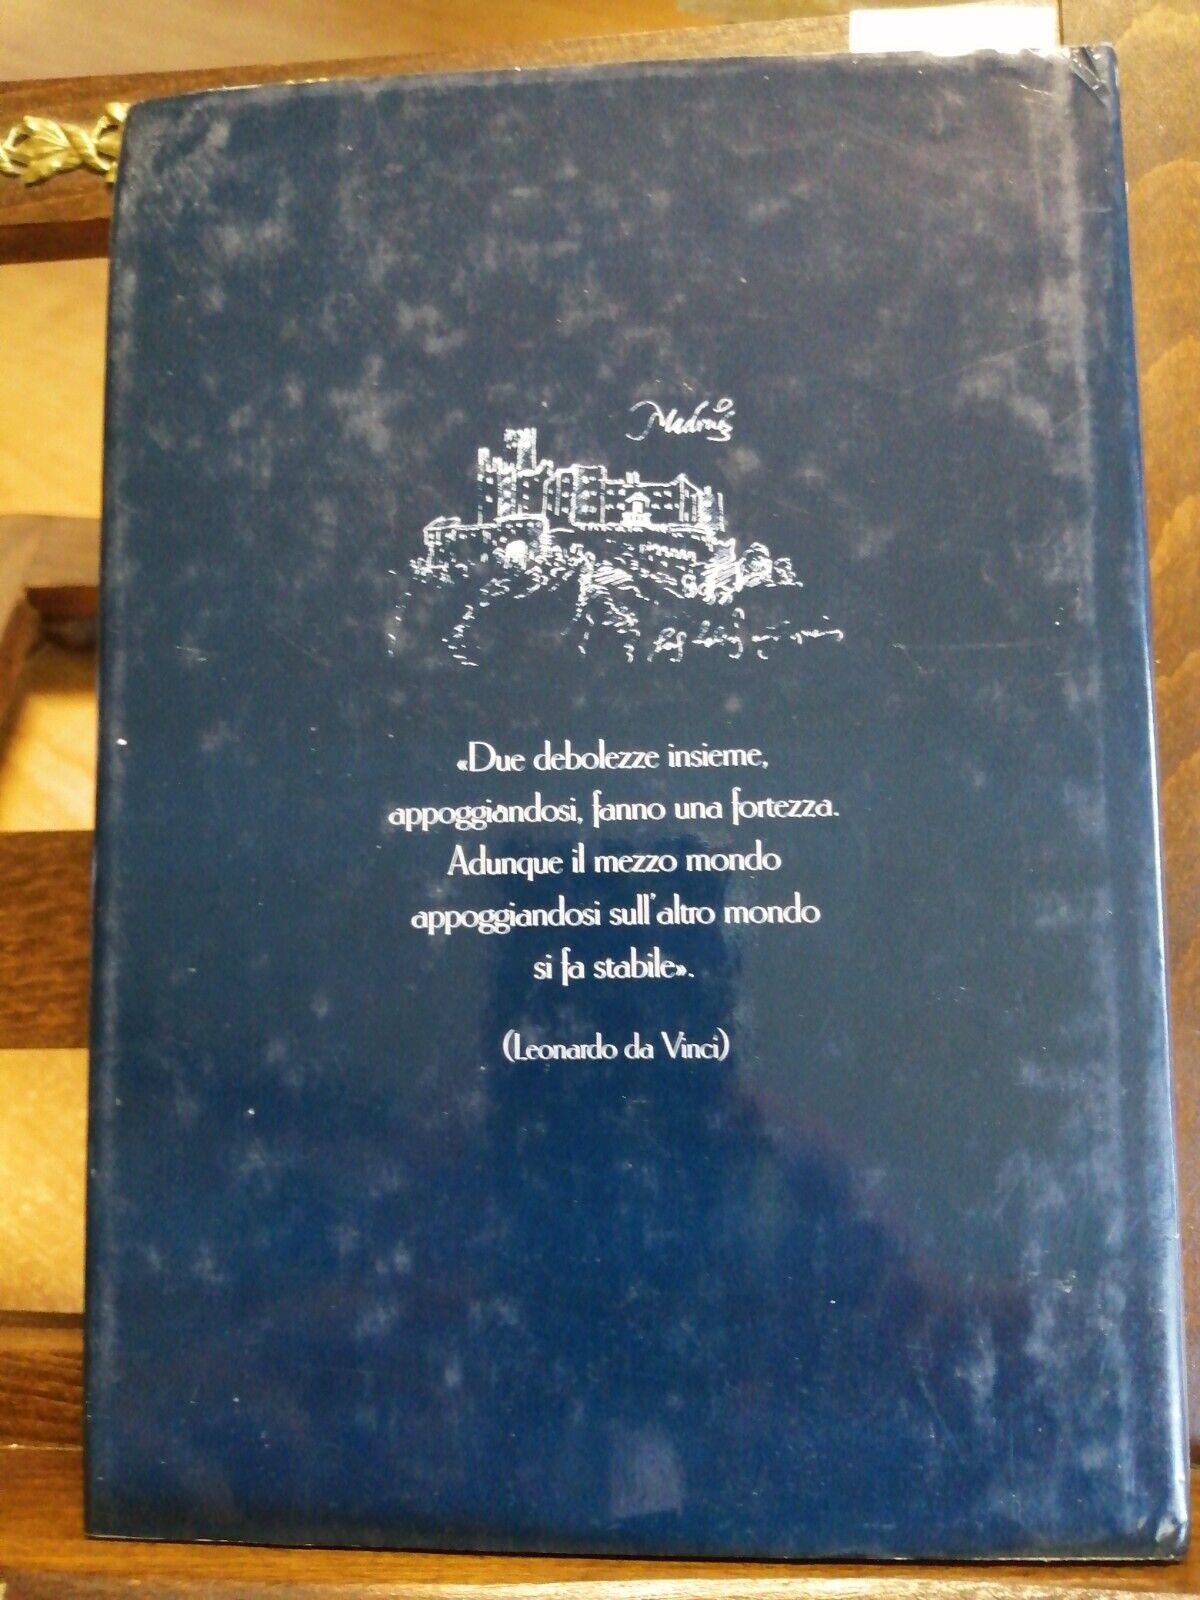 Madruz
«Due debolezze insieme,
appoggiandosi, fanno una fortezza.
Adunque il mezzo mondo
appoggiandosi sull'altro mondo
si fa stabile».
(Leonardo da Vinci)